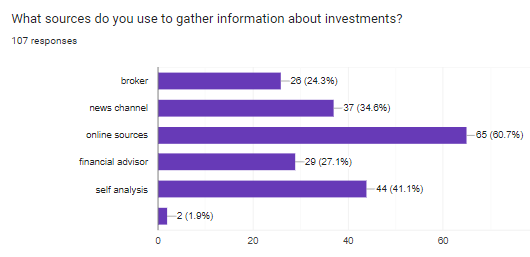 What sources do you use to gather information about investments?
107 responses
broker 26 (24.3%)
news channel 37 (34.6%)
online sources 65 (60.7%)
financial advisor 29 (27.1%)
self analysis 44 (41.1%)
2 (1.9%)
0 20 40 60